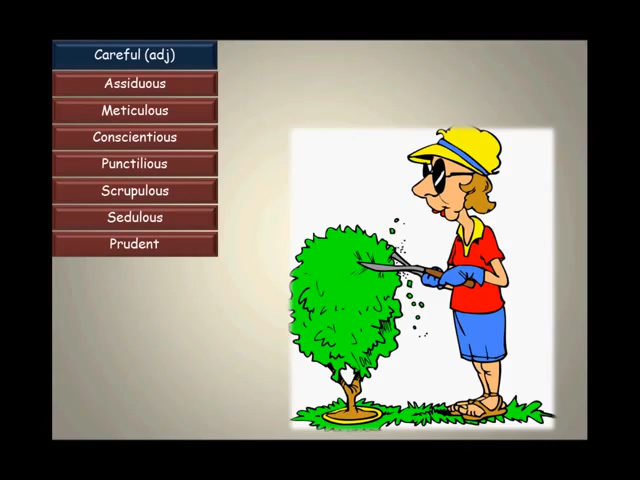 Careful (adj)
Assiduous
Meticulous
Conscientious
Punctilious
Scrupulous
Sedulous
Prudent